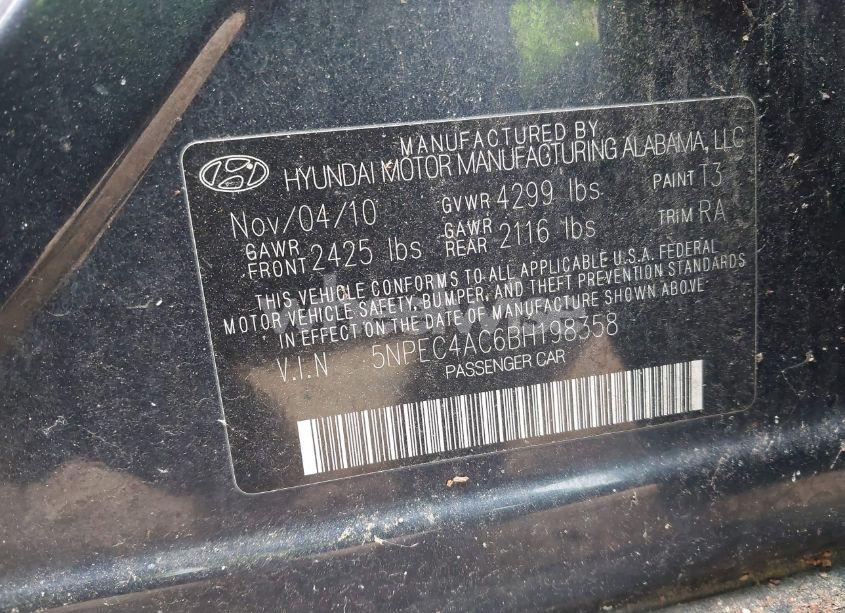 MANUFACTURED BY
HYUNDAI MOTOR MANUFACTURING ALABAMA, LLC
Nov/04/10 GVWR 4299 lbs PAINT T3
GAWR FRONT 2425 lbs GAWR REAR 2116 lbs TRIM RA
THIS VEHICLE CONFORMS TO ALL APPLICABLE U.S.A. FEDERAL
MOTOR VEHICLE SAFETY, BUMPER, AND THEFT PREVENTION STANDARDS
IN EFFECT ON THE DATE OF MANUFACTURE SHOWN ABOVE
V.I.N 5NPEC4AC6BH198358
PASSENGER CAR